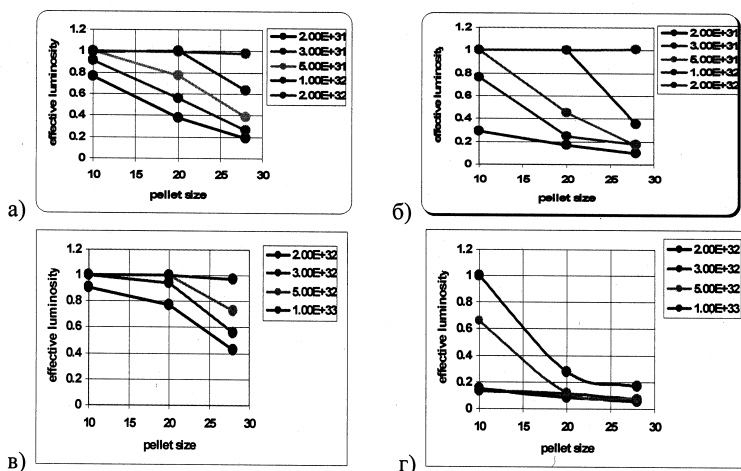 1.2
1
0.8
0.6
0.4
0.2
0
effective luminosity
10 15 20 25 30
pellet size
2.00E+31
3.00E+31
5.00E+31
1.00E+32
2.00E+32
а)
1.2
1
0.8
0.6
0.4
0.2
0
effective luminosity
10 15 20 25 30
pellet size
2.00E+31
3.00E+31
5.00E+31
1.00E+32
2.00E+32
б)
1.2
1
0.8
0.6
0.4
0.2
0
effective luminosity
10 15 20 25 30
pellet size
2.00E+32
3.00E+32
5.00E+32
1.00E+33
в)
1.2
1
0.8
0.6
0.4
0.2
0
effective luminosity
10 15 20 25 30
pellet size
2.00E+32
3.00E+32
5.00E+32
1.00E+33
г)